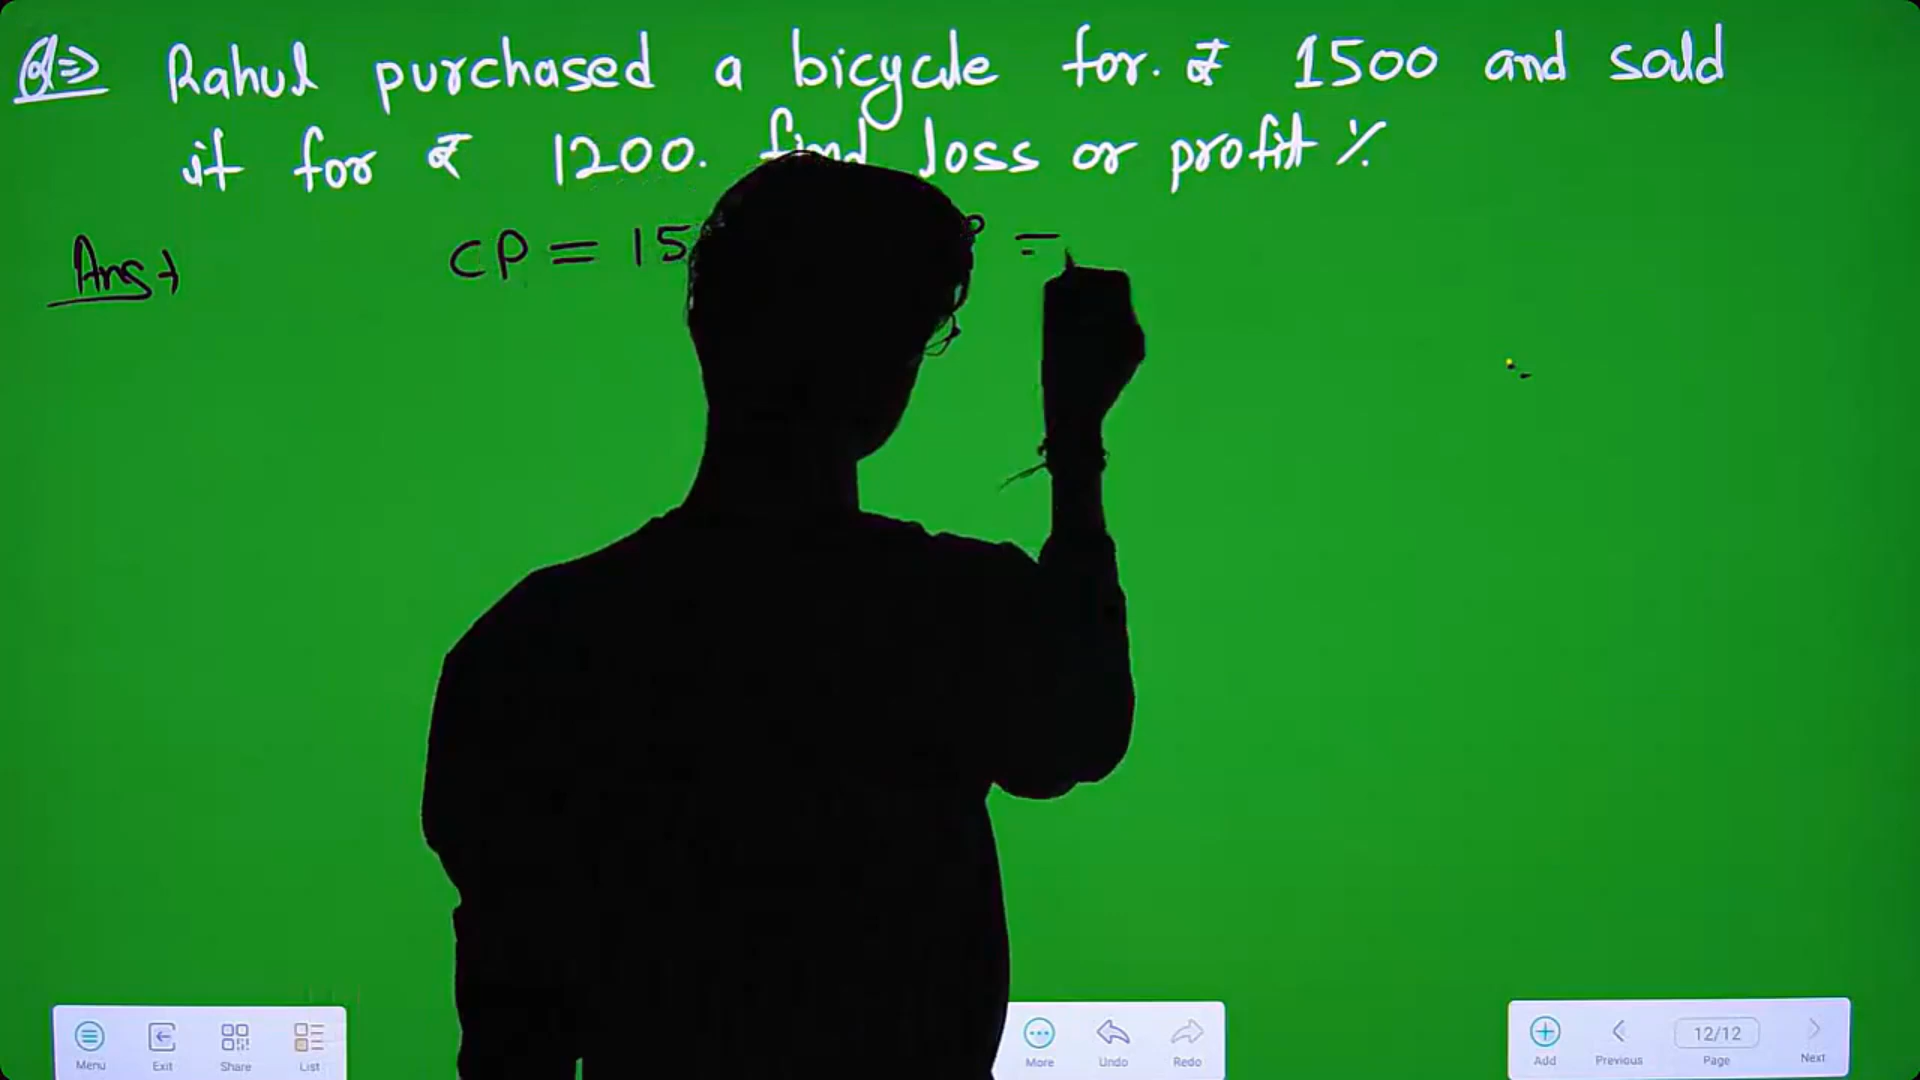 Q⇒ Rahul purchased a bicycle for. ₹ 1500 and sold
it for ₹ 1200. find loss or profit %
Ans → CP = 15 =
Menu Exit Share List More Undo Redo Add Previous 12/12 Page Next